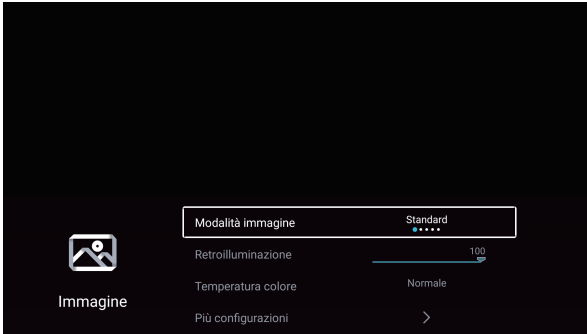 Modalità immagine
Standard
Retroilluminazione
100
Temperatura colore
Normale
Più configurazioni
Immagine